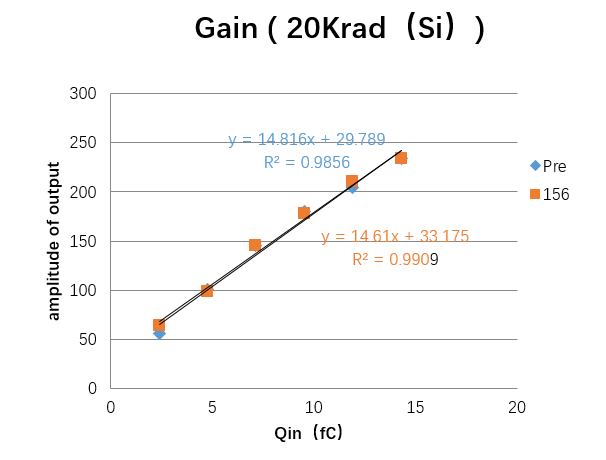 Gain ( 20Krad（Si）)
300
250
200
150
100
50
0
amplitude of output
y = 14.816x + 29.789
R² = 0.9856
y = 14.61x + 33.175
R² = 0.9909
Pre
156
0 5 10 15 20
Qin（fC）